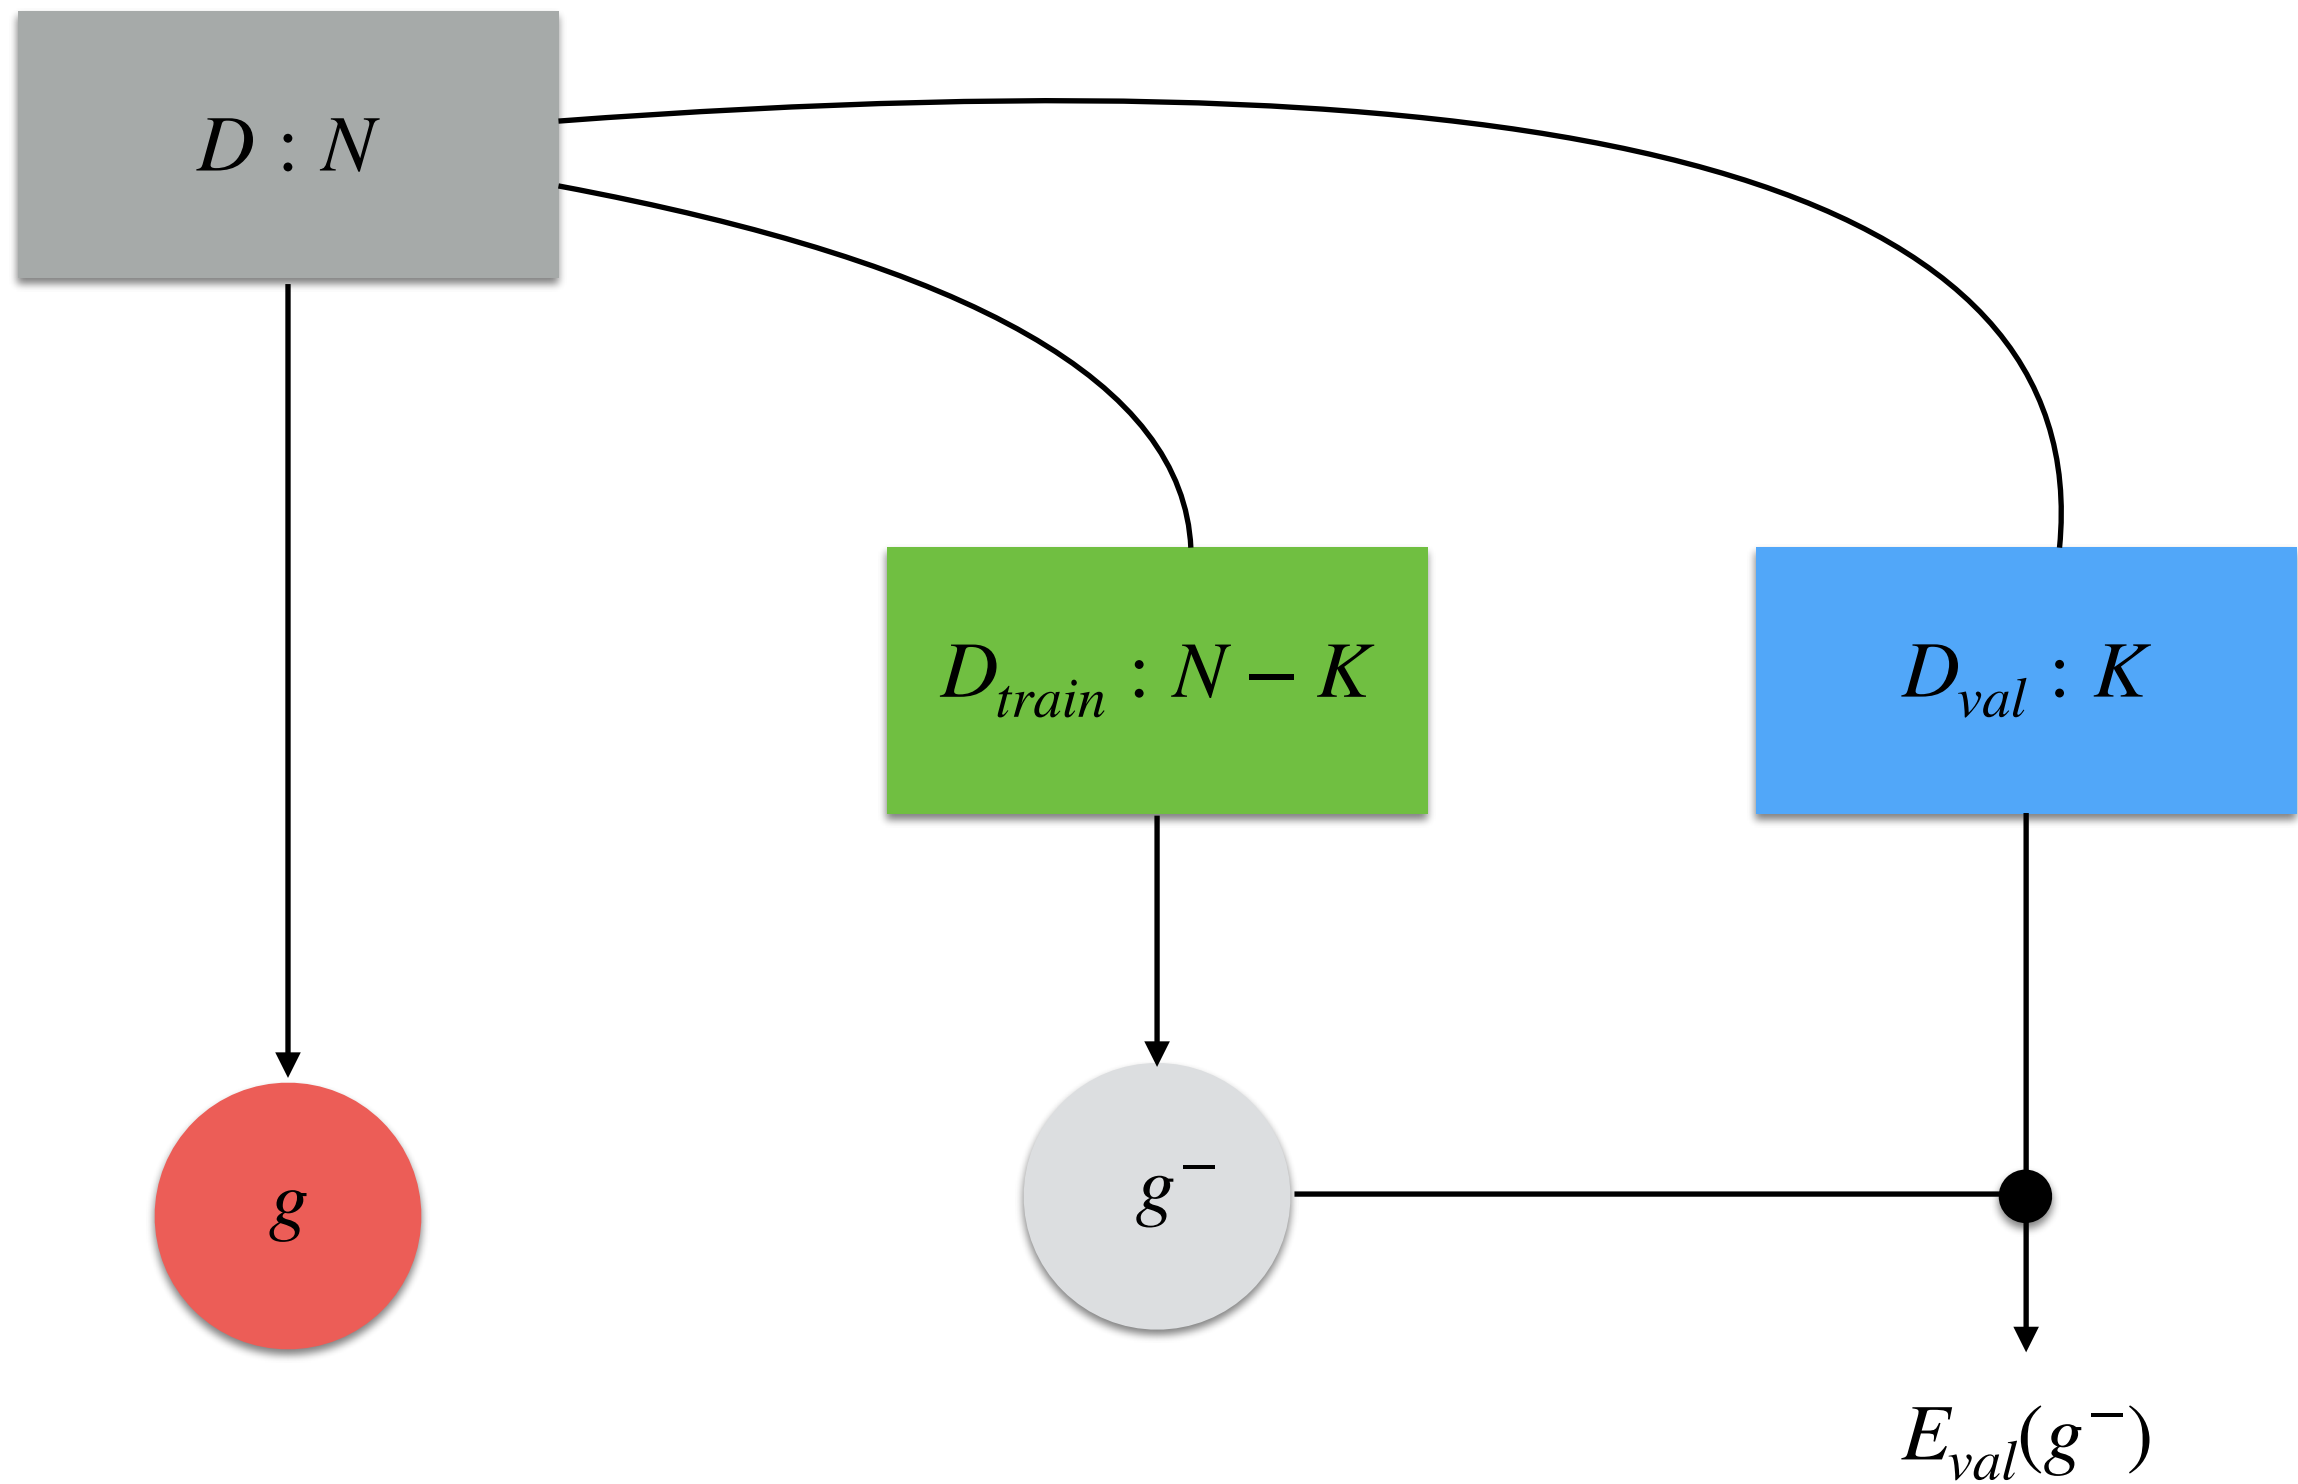 D : N
D_train : N − K
D_val : K
g
g⁻
E_val(g⁻)